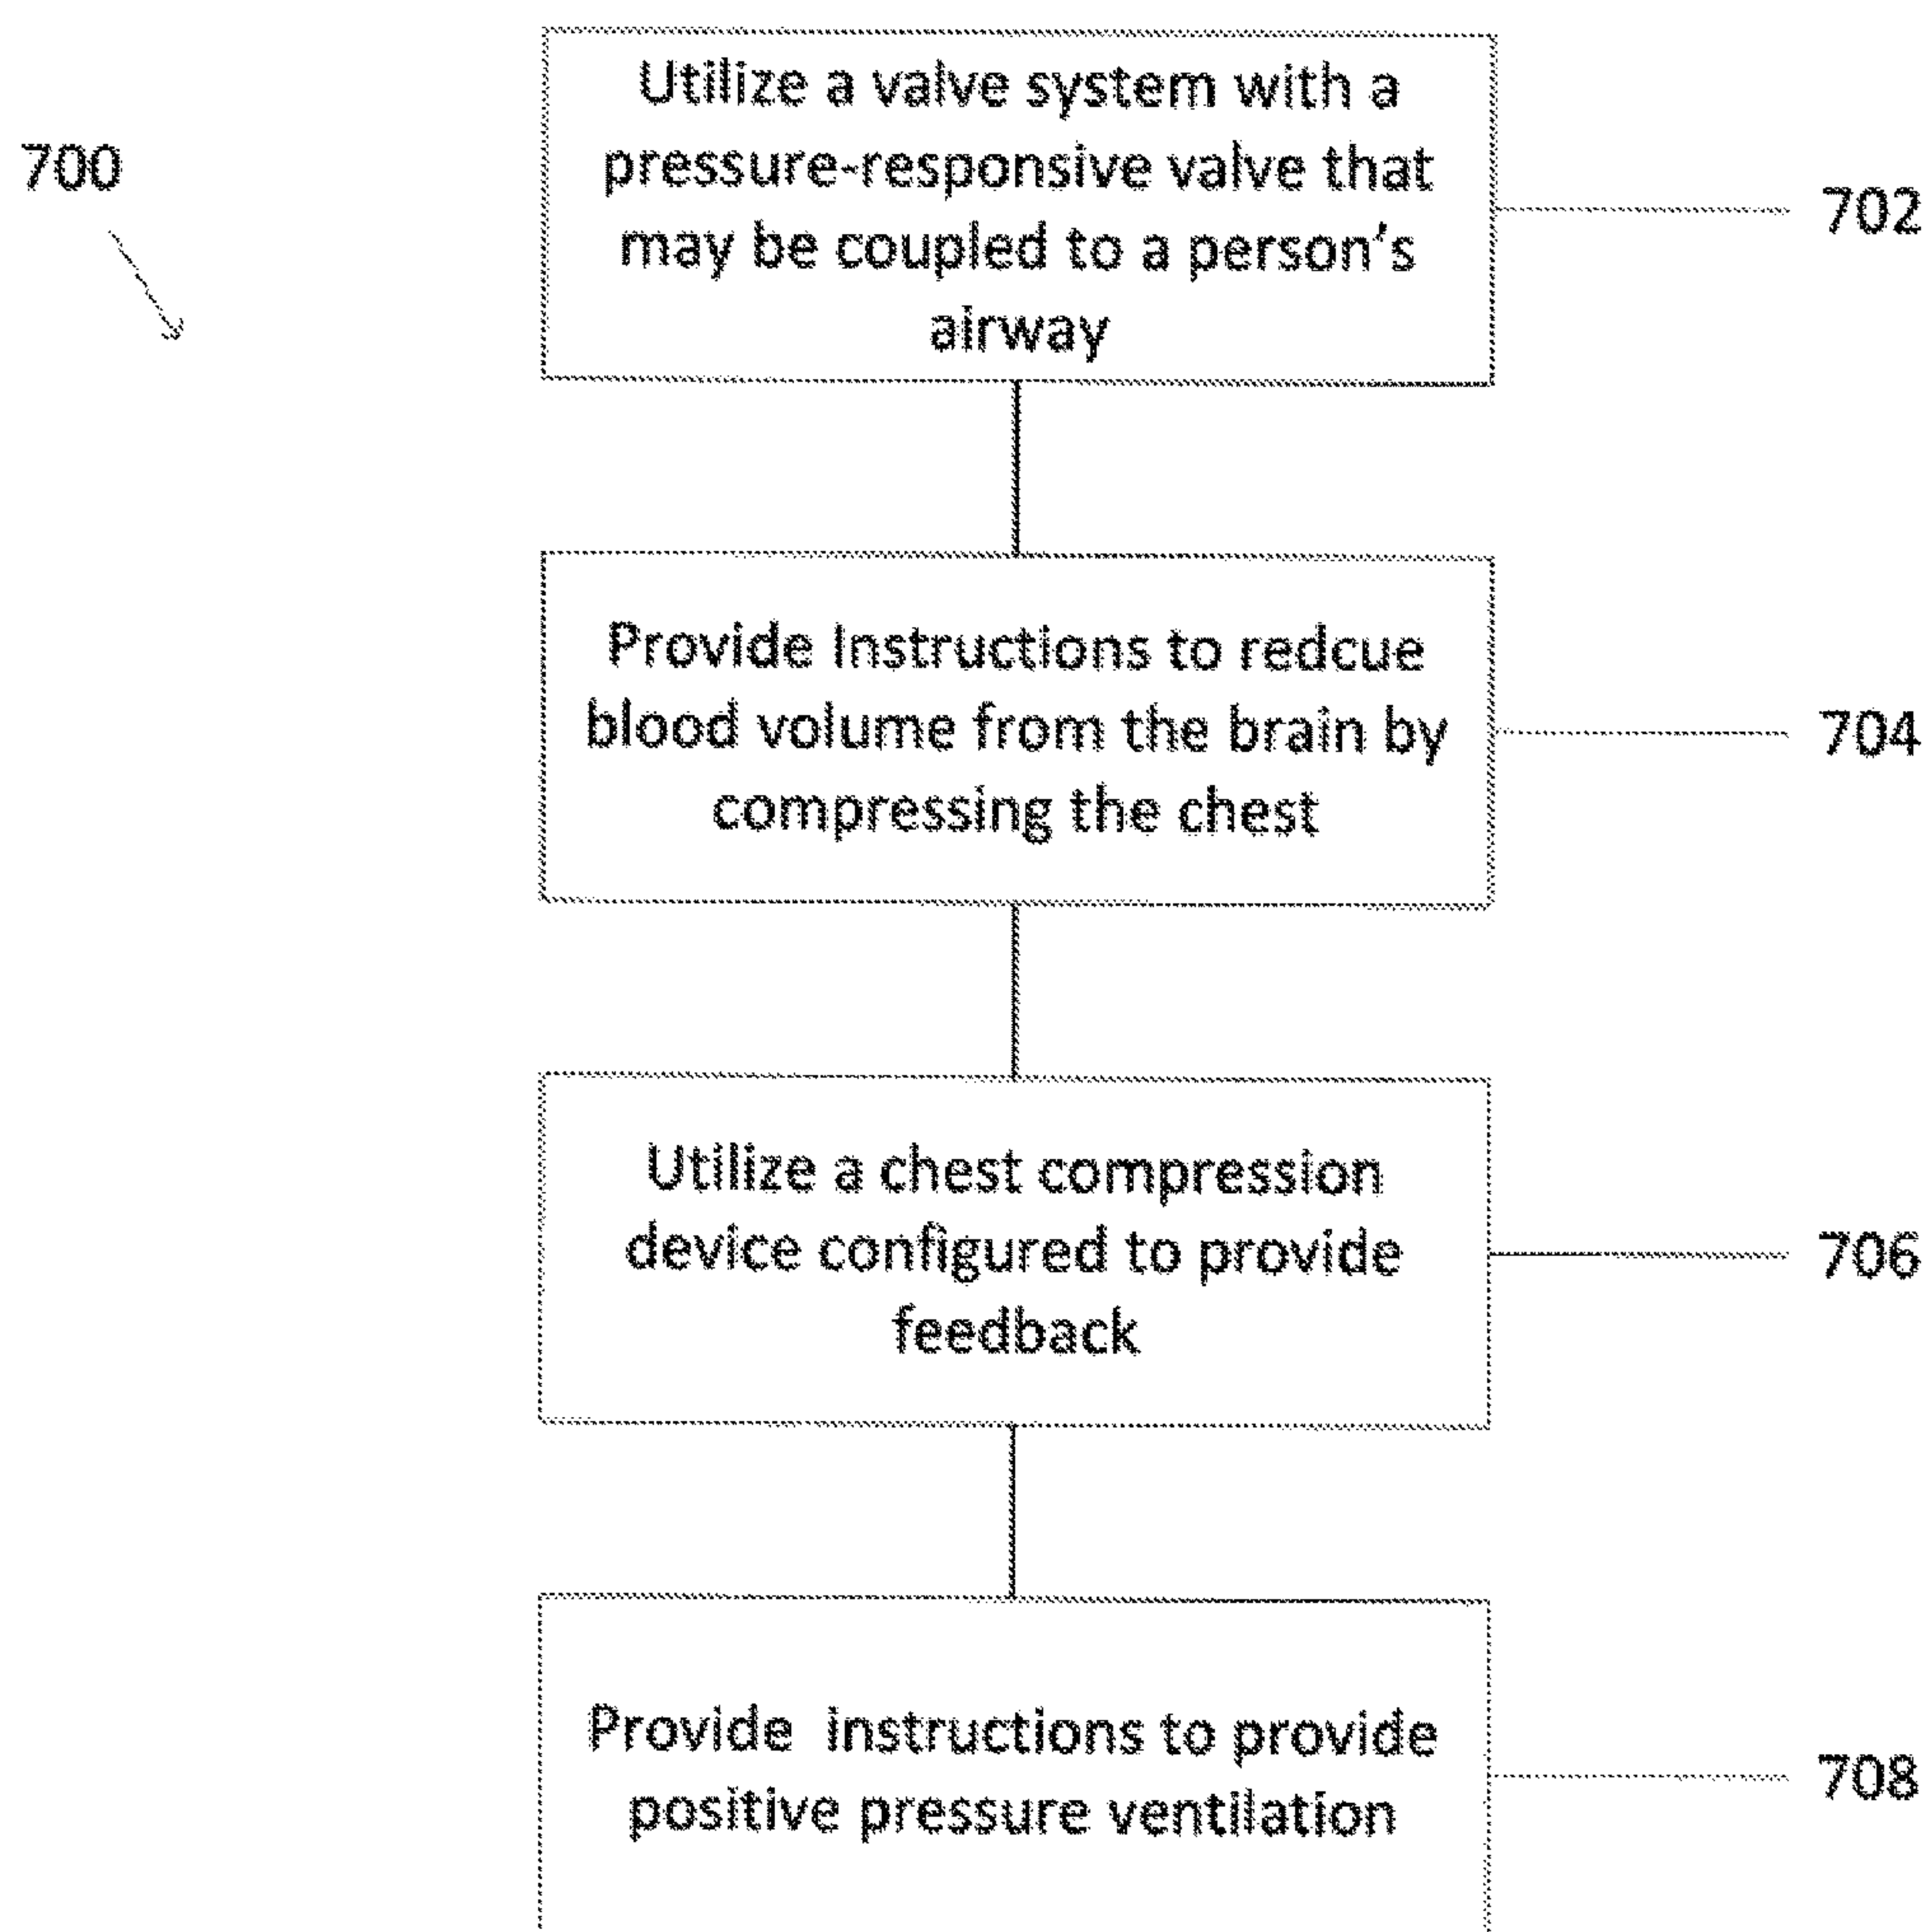 700
Utilize a valve system with a
pressure-responsive valve that
may be coupled to a person's
airway
702
Provide Instructions to redcue
blood volume from the brain by
compressing the chest
704
Utilize a chest compression
device configured to provide
feedback
706
Provide  instructions to provide
positive pressure ventilation
708